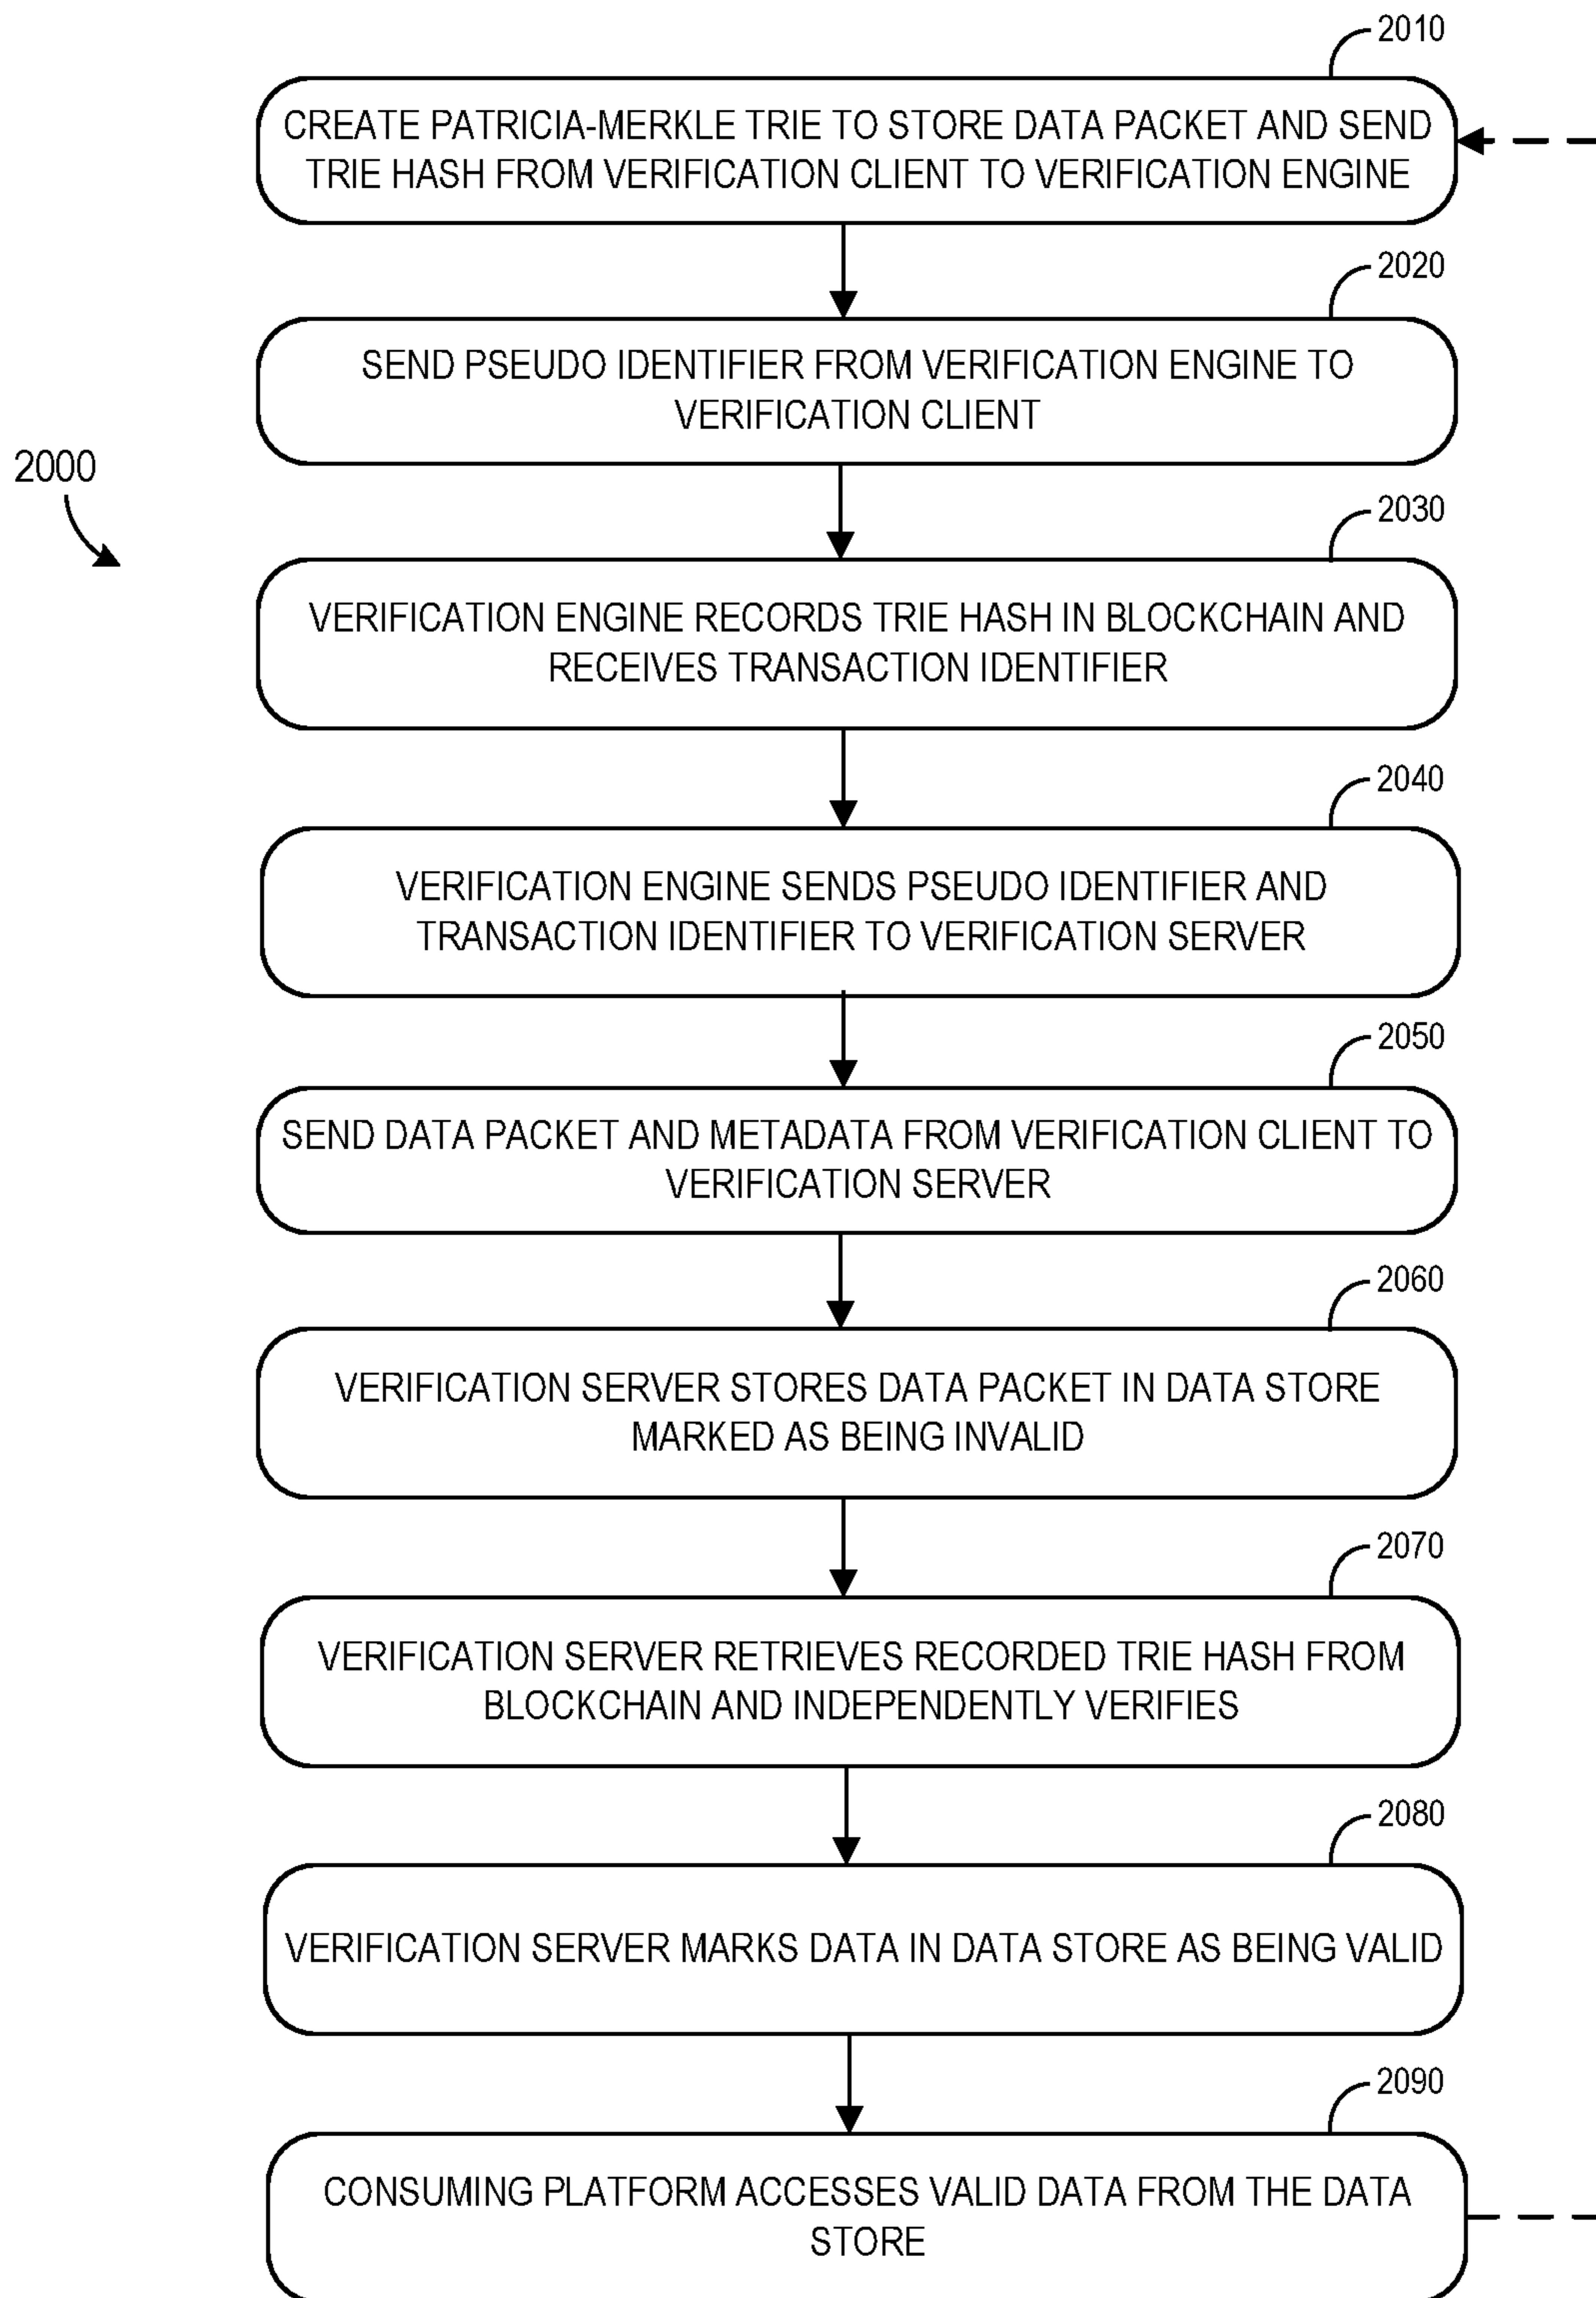 2010
CREATE PATRICIA-MERKLE TRIE TO STORE DATA PACKET AND SEND
TRIE HASH FROM VERIFICATION CLIENT TO VERIFICATION ENGINE
2020
SEND PSEUDO IDENTIFIER FROM VERIFICATION ENGINE TO
VERIFICATION CLIENT
2000
2030
VERIFICATION ENGINE RECORDS TRIE HASH IN BLOCKCHAIN AND
RECEIVES TRANSACTION IDENTIFIER
2040
VERIFICATION ENGINE SENDS PSEUDO IDENTIFIER AND
TRANSACTION IDENTIFIER TO VERIFICATION SERVER
2050
SEND DATA PACKET AND METADATA FROM VERIFICATION CLIENT TO
VERIFICATION SERVER
2060
VERIFICATION SERVER STORES DATA PACKET IN DATA STORE
MARKED AS BEING INVALID
2070
VERIFICATION SERVER RETRIEVES RECORDED TRIE HASH FROM
BLOCKCHAIN AND INDEPENDENTLY VERIFIES
2080
VERIFICATION SERVER MARKS DATA IN DATA STORE AS BEING VALID
2090
CONSUMING PLATFORM ACCESSES VALID DATA FROM THE DATA
STORE